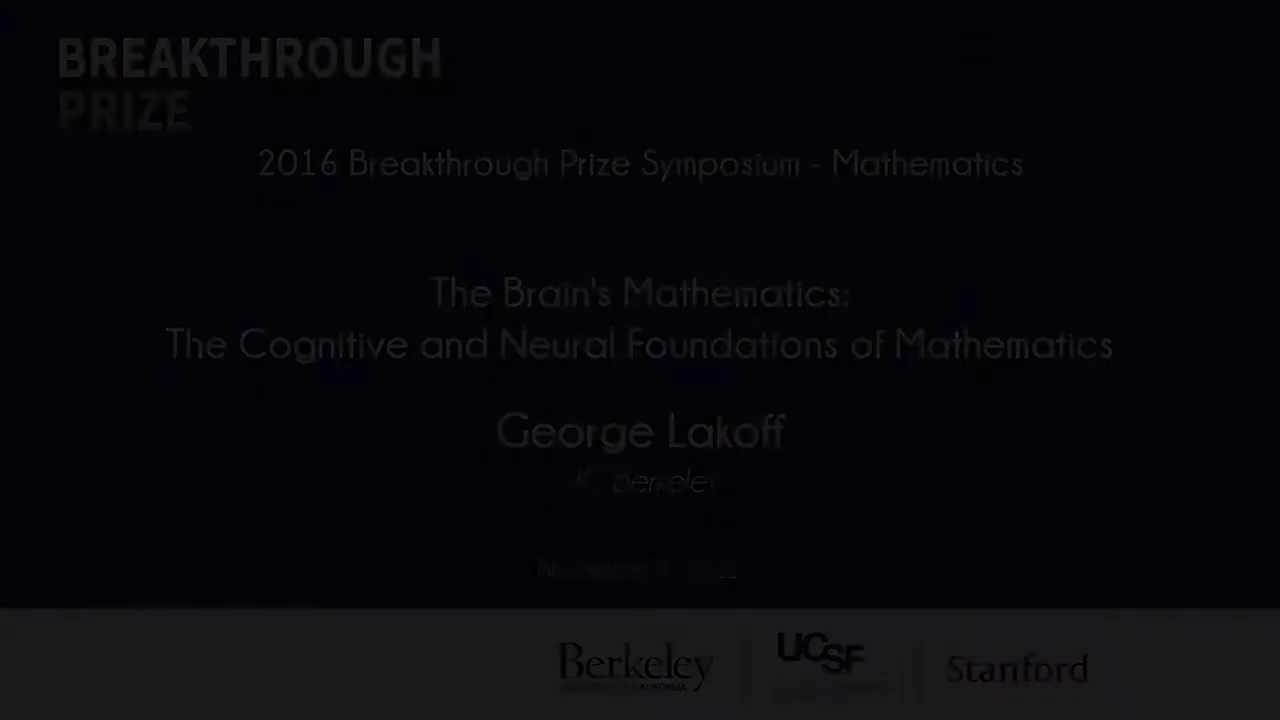 BREAKTHROUGH
PRIZE
2016 Breakthrough Prize Symposium - Mathematics
The Brain's Mathematics:
The Cognitive and Neural Foundations of Mathematics
George Lakoff
Berkeley
Berkeley
UCSF
Stanford